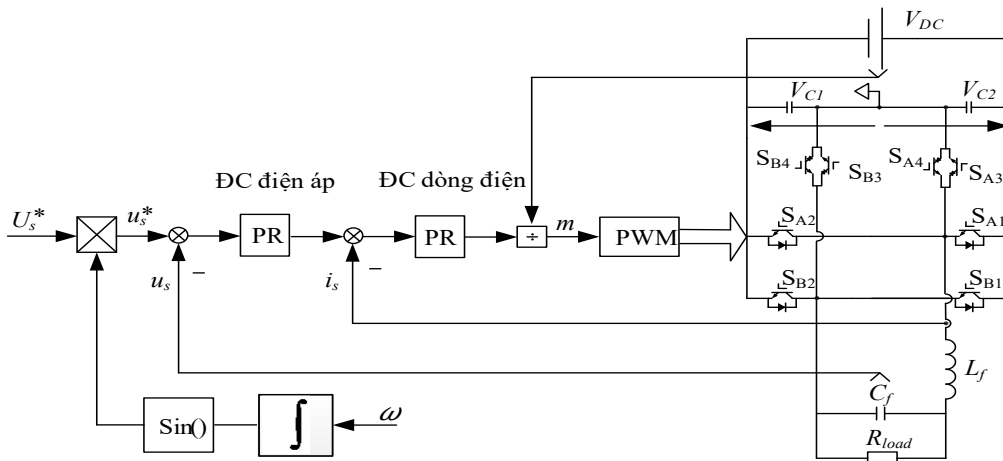 V_DC
V_C1
V_C2
S_B4
S_B3
S_A4
S_A3
ĐC điện áp
ĐC dòng điện
U_s*
u_s*
PR
PR
÷
m
PWM
S_A2
S_A1
u_s
−
i_s
−
S_B2
S_B1
L_f
C_f
Sin()
∫
ω
R_load